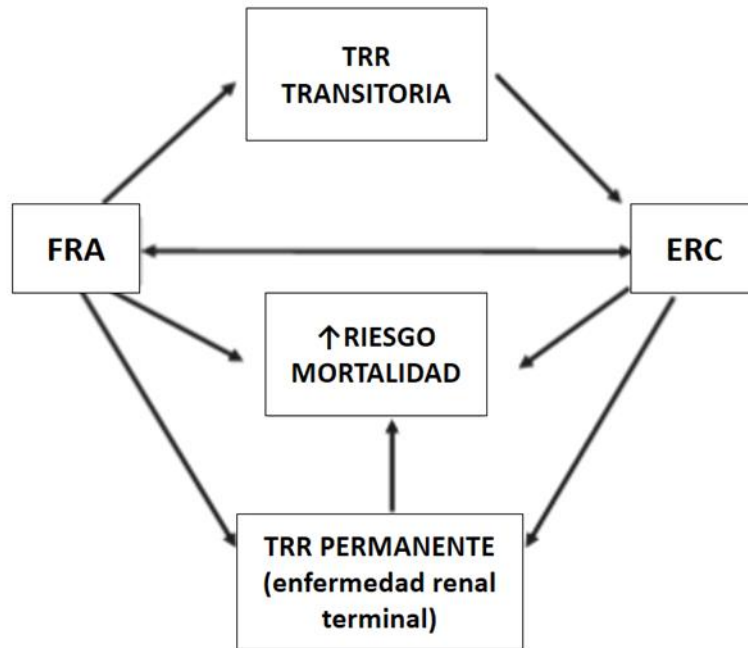 TRR
TRANSITORIA
FRA
ERC
↑RIESGO
MORTALIDAD
TRR PERMANENTE
(enfermedad renal
terminal)